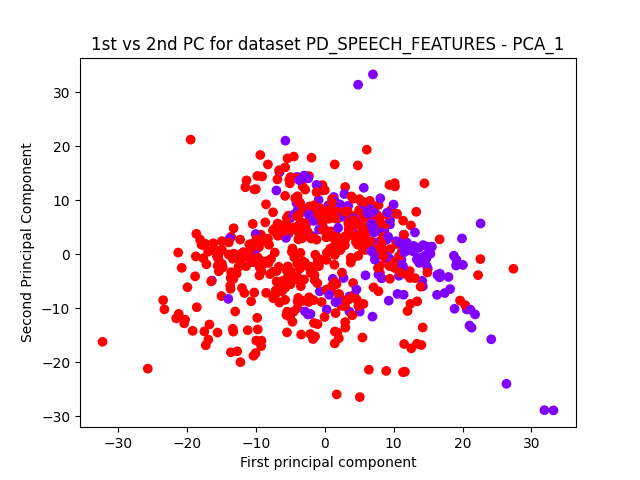 1st vs 2nd PC for dataset PD_SPEECH_FEATURES - PCA_1
Second Principal Component
30
20
10
0
−10
−20
−30
−30 −20 −10 0 10 20 30
First principal component